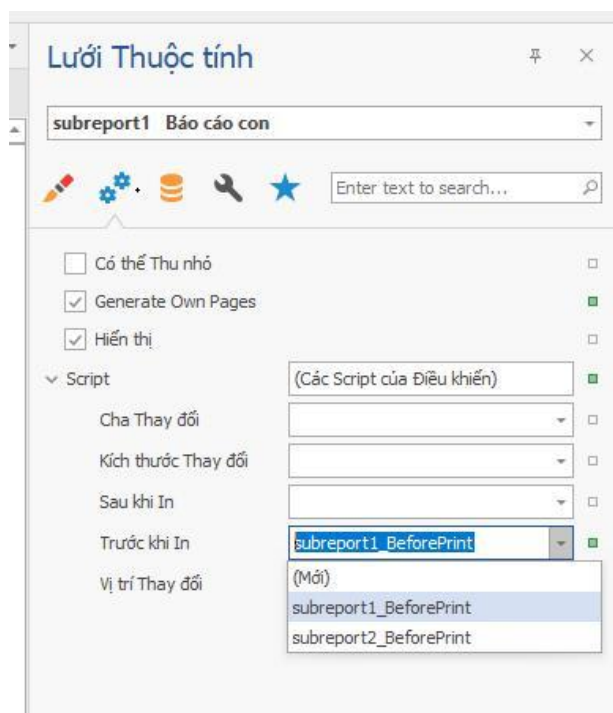 Lưới Thuộc tính
subreport1 Báo cáo con
Enter text to search...
Có thể Thu nhỏ
Generate Own Pages
Hiển thị
Script (Các Script của Điều khiển)
Cha Thay đổi
Kích thước Thay đổi
Sau khi In
Trước khi In subreport1_BeforePrint
Vị trí Thay đổi (Mới)
subreport1_BeforePrint
subreport2_BeforePrint